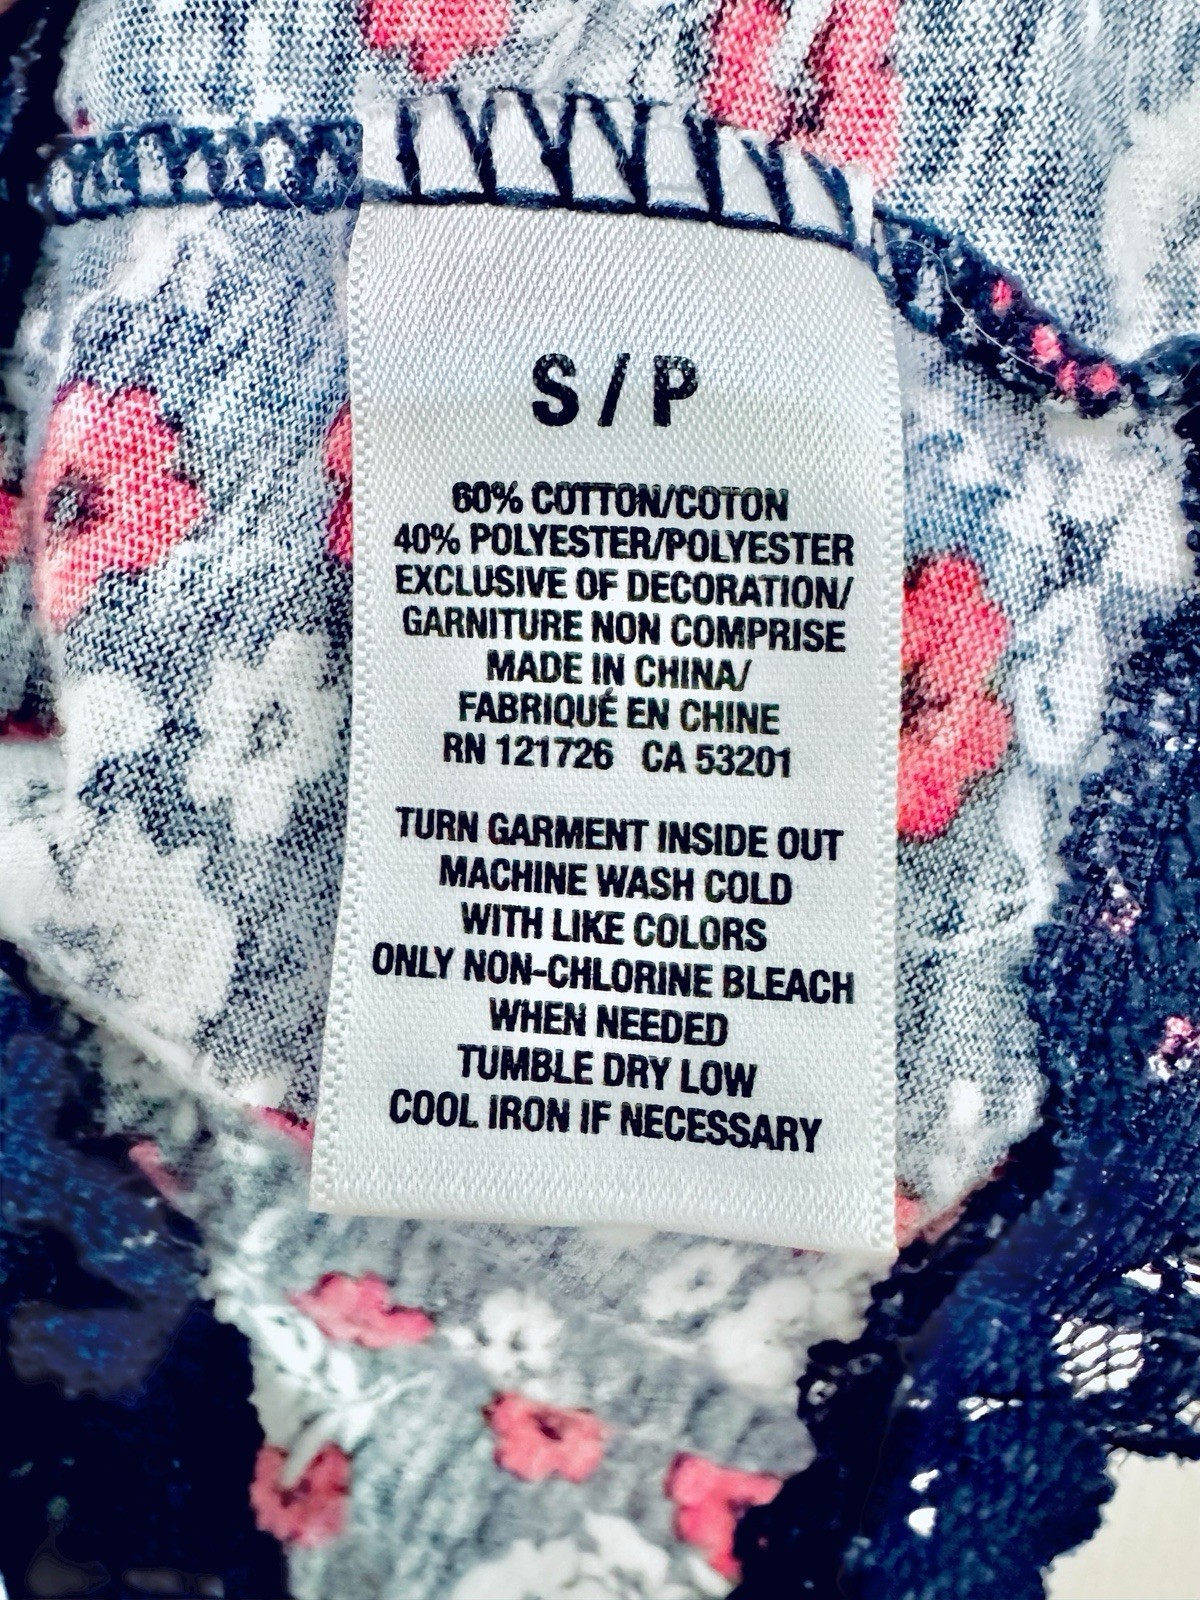 S / P
60% COTTON/COTON
40% POLYESTER/POLYESTER
EXCLUSIVE OF DECORATION/
GARNITURE NON COMPRISE
MADE IN CHINA/
FABRIQUÉ EN CHINE
RN 121726 CA 53201
TURN GARMENT INSIDE OUT
MACHINE WASH COLD
WITH LIKE COLORS
ONLY NON-CHLORINE BLEACH
WHEN NEEDED
TUMBLE DRY LOW
COOL IRON IF NECESSARY